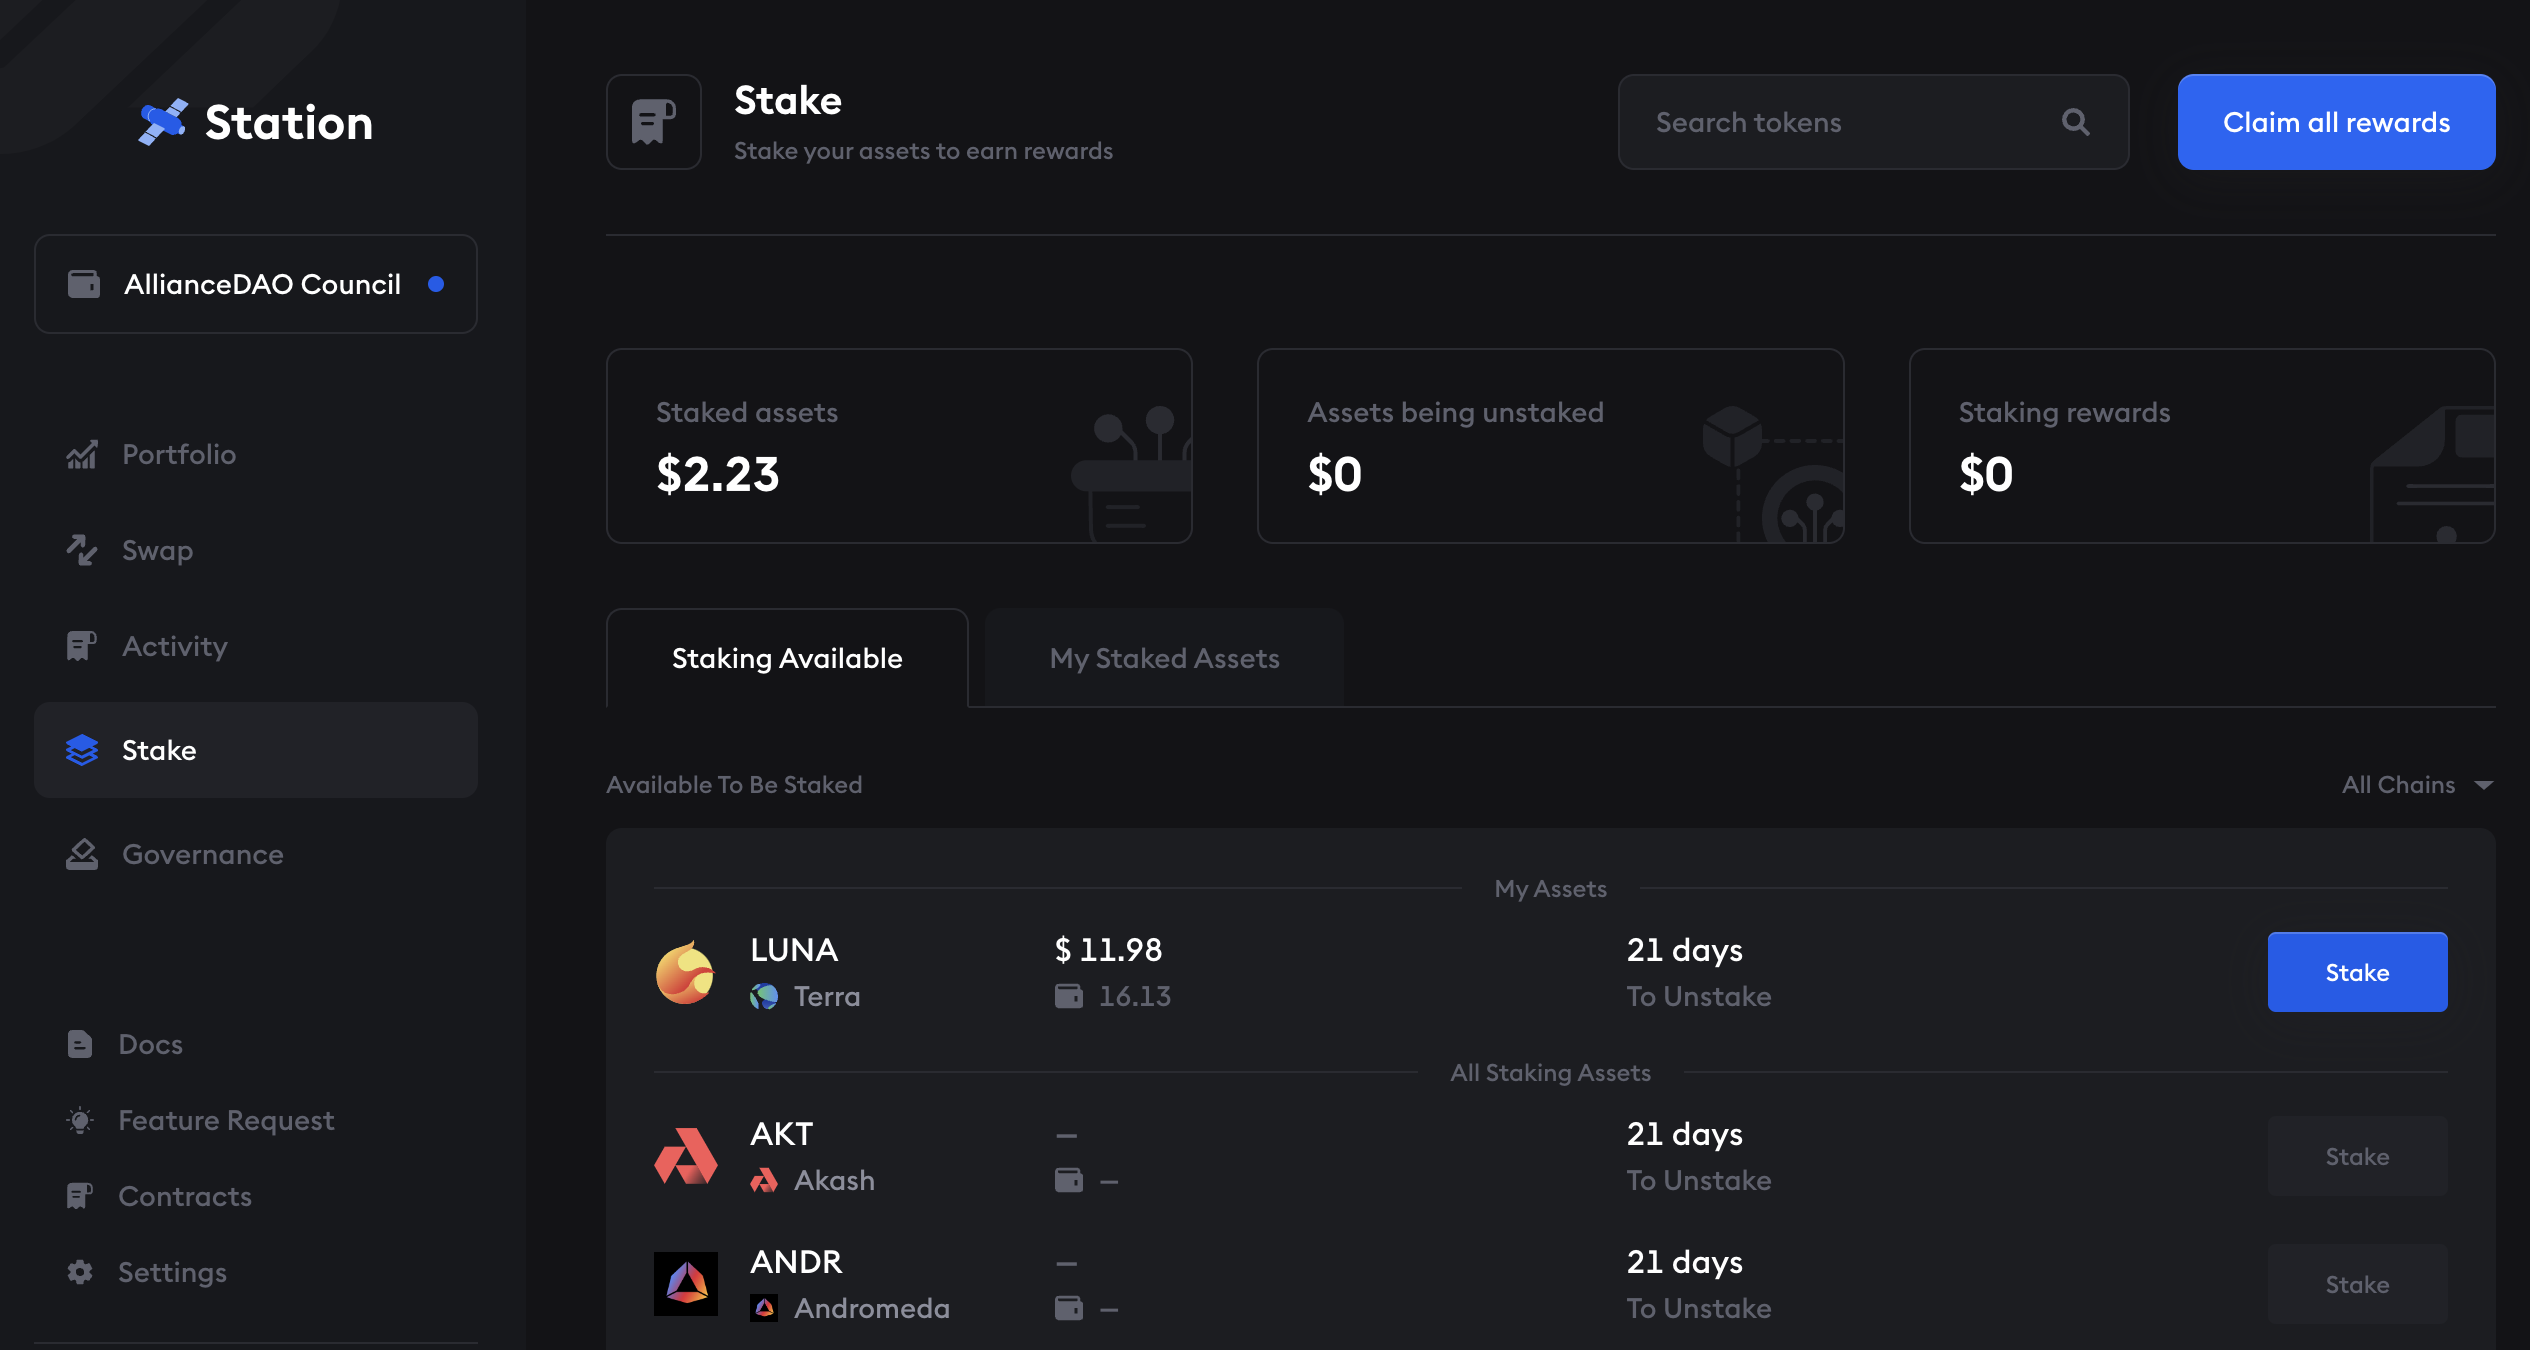 Station
AllianceDAO Council
Portfolio
Swap
Activity
Stake
Governance
Docs
Feature Request
Contracts
Settings
Stake
Stake your assets to earn rewards
Search tokens
Claim all rewards
Staked assets
$2.23
Assets being unstaked
$0
Staking rewards
$0
Staking Available
My Staked Assets
Available To Be Staked
All Chains
My Assets
LUNA
Terra
$ 11.98
16.13
21 days
To Unstake
Stake
All Staking Assets
AKT
Akash
—
—
21 days
To Unstake
Stake
ANDR
Andromeda
—
—
21 days
To Unstake
Stake